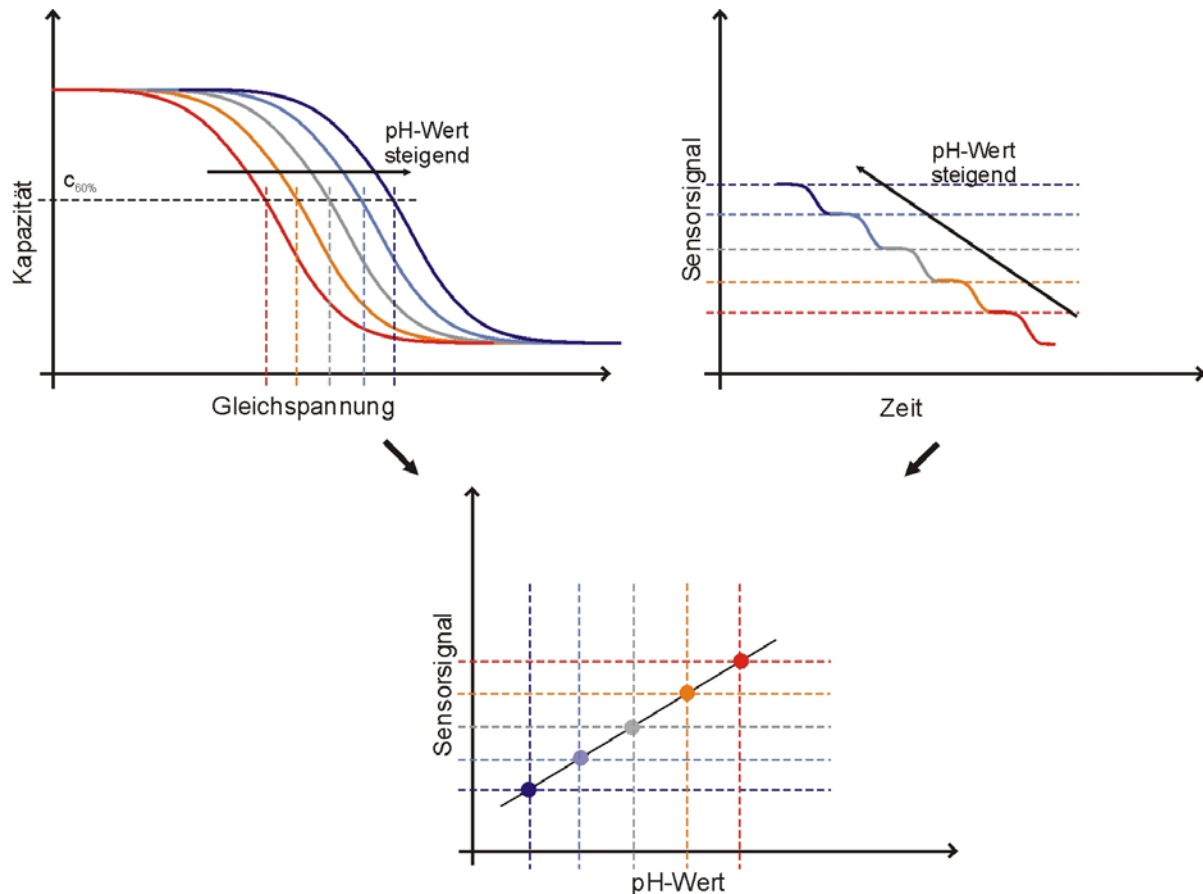 pH-Wert
steigend
C60%
Kapazität
Gleichspannung
pH-Wert
steigend
Sensorsignal
Zeit
Sensorsignal
pH-Wert